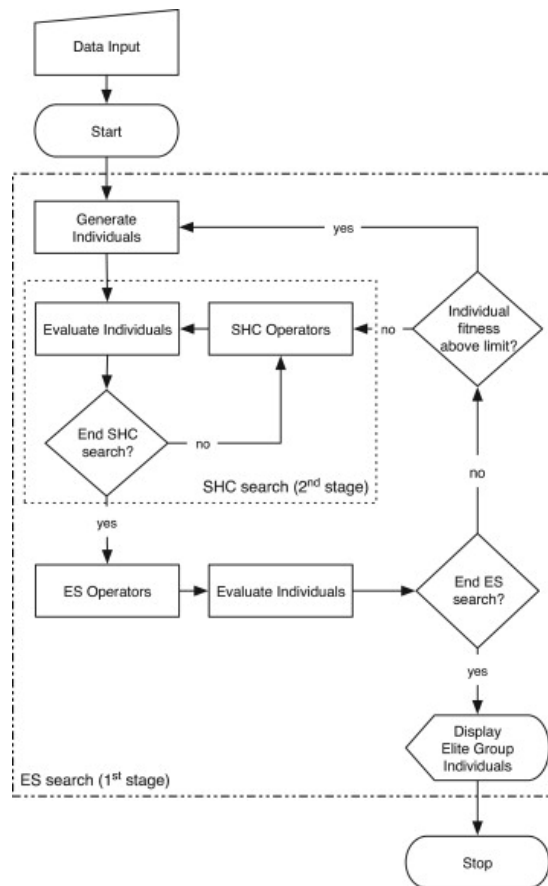 Data Input
Start
Generate
Individuals
yes
Evaluate Individuals
SHC Operators
no
Individual
fitness
above limit?
End SHC
search?
no
SHC search (2nd stage)
no
yes
ES Operators
Evaluate Individuals
End ES
search?
yes
Display
Elite Group
Individuals
ES search (1st stage)
Stop